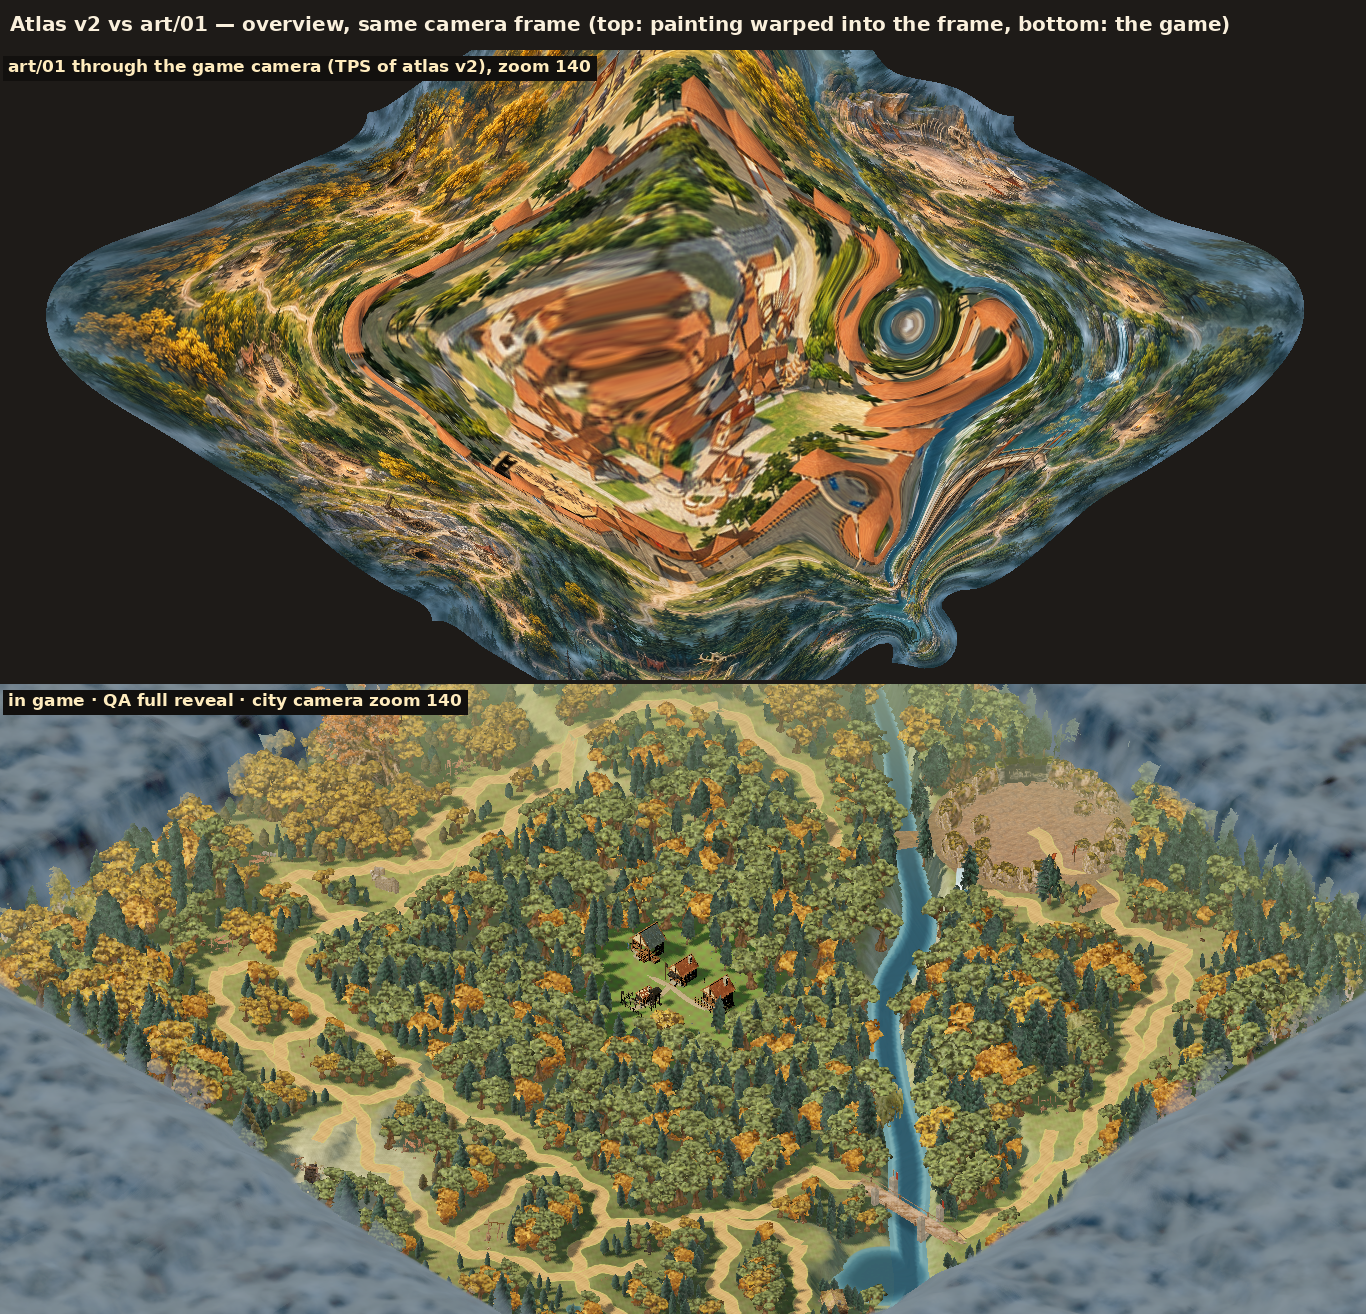 Atlas v2 vs art/01 — overview, same camera frame (top: painting warped into the frame, bottom: the game)
art/01 through the game camera (TPS of atlas v2), zoom 140
in game · QA full reveal · city camera zoom 140